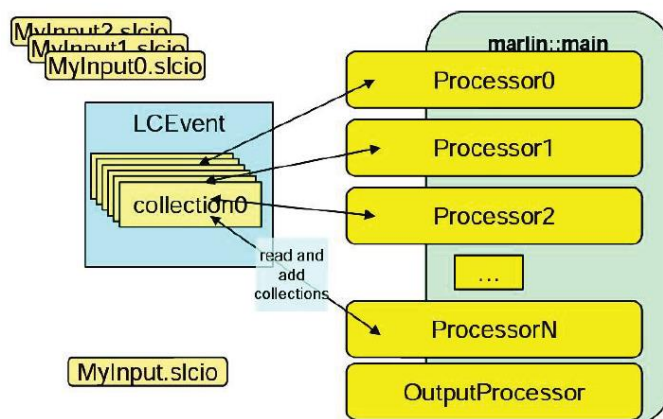 MyInput2.slcio
MyInput1.slcio
MyInput0.slcio
marlin::main
Processor0
LCEvent
Processor1
collection0
Processor2
read and
add
collections
...
ProcessorN
MyInput.slcio
OutputProcessor